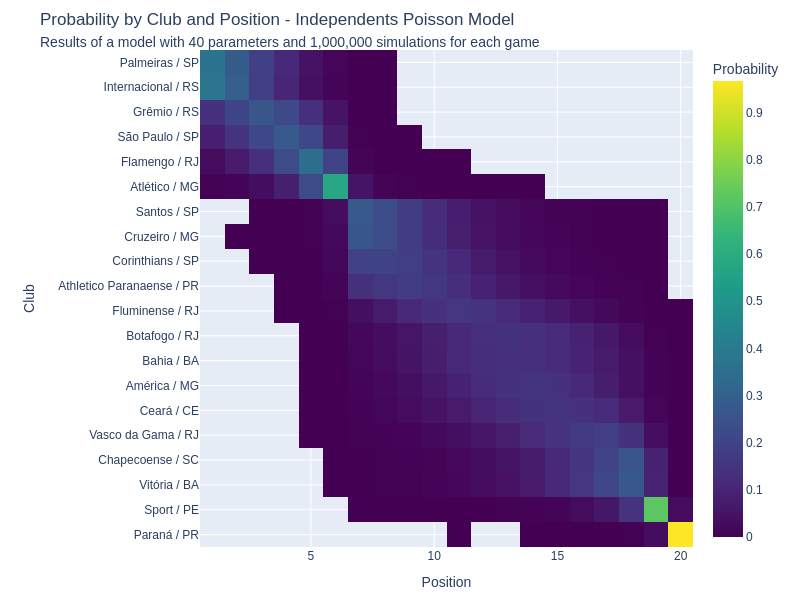 Probability by Club and Position - Independents Poisson Model
Results of a model with 40 parameters and 1,000,000 simulations for each game
Probability
Palmeiras / SP
Internacional / RS
Grêmio / RS
São Paulo / SP
Flamengo / RJ
Atlético / MG
Santos / SP
Cruzeiro / MG
Corinthians / SP
Athletico Paranaense / PR
Fluminense / RJ
Botafogo / RJ
Bahia / BA
América / MG
Ceará / CE
Vasco da Gama / RJ
Chapecoense / SC
Vitória / BA
Sport / PE
Paraná / PR
Club
0.9
0.8
0.7
0.6
0.5
0.4
0.3
0.2
0.1
0
5
10
15
20
Position